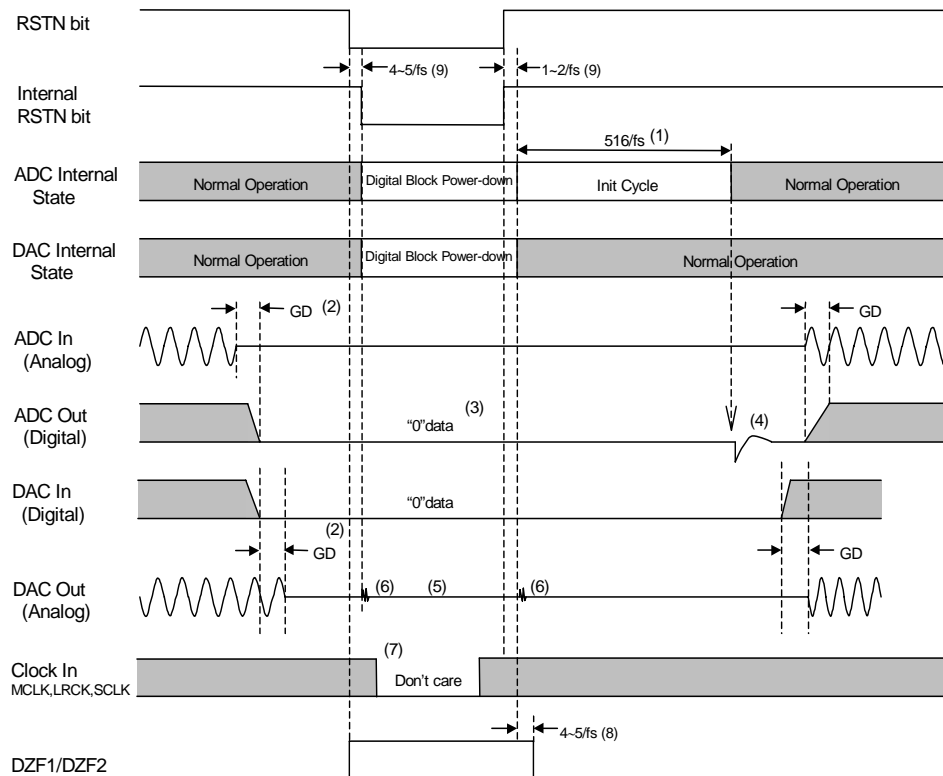 RSTN bit
4~5/fs (9)
1~2/fs (9)
Internal
RSTN bit
516/fs (1)
ADC Internal
State
Normal Operation
Digital Block Power-down
Init Cycle
Normal Operation
DAC Internal
State
Normal Operation
Digital Block Power-down
Normal Operation
GD (2)
GD
ADC In
(Analog)
ADC Out
(Digital)
“0”data
(3)
(4)
DAC In
(Digital)
“0”data
(2)
GD
GD
DAC Out
(Analog)
(6)
(5)
(6)
Clock In
MCLK,LRCK,SCLK
(7)
Don’t care
4~5/fs (8)
DZF1/DZF2